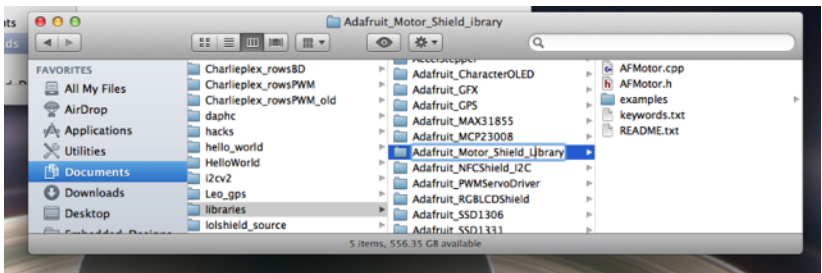 Adafruit_Motor_Shield_ibrary
FAVORITES
All My Files
AirDrop
Applications
Utilities
Documents
Downloads
Desktop
Charlieplex_rowsBD
Charlieplex_rowsPWM
Charlieplex_rowsPWM_old
daphc
hacks
hello_world
HelloWorld
i2cv2
Leo_gps
libraries
lolshield_source
AccelStepper
Adafruit_CharacterOLED
Adafruit_GFX
Adafruit_GPS
Adafruit_MAX31855
Adafruit_MCP23008
Adafruit_Motor_Shield_Library
Adafruit_NFCShield_I2C
Adafruit_PWMServoDriver
Adafruit_RGBLCDShield
Adafruit_SSD1306
Adafruit_SSD1331
AFMotor.cpp
AFMotor.h
examples
keywords.txt
README.txt
5 items, 556.35 GB available